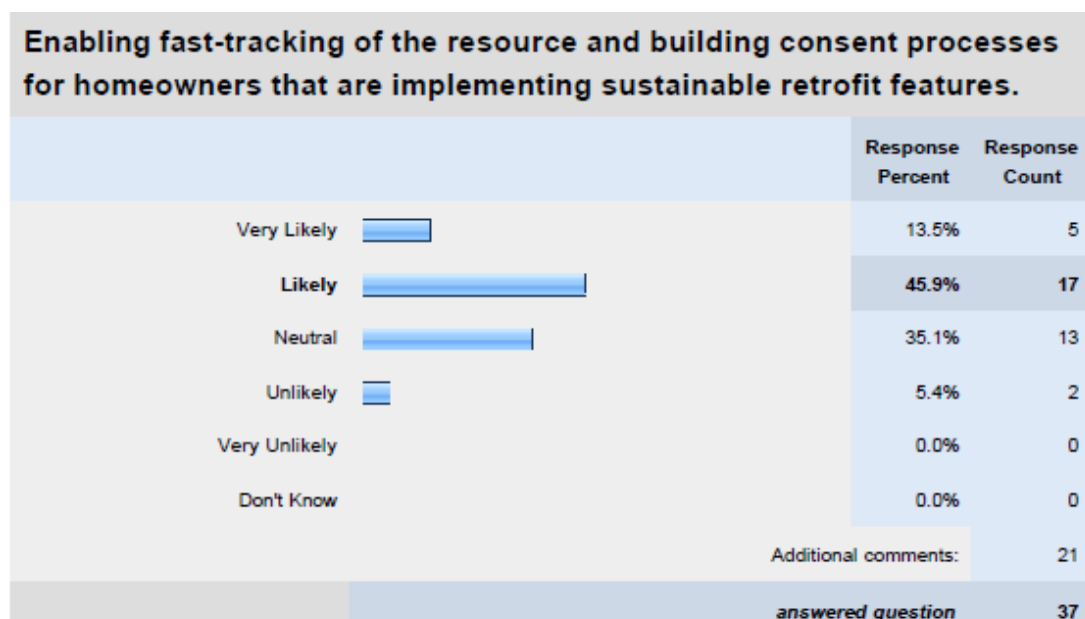 Enabling fast-tracking of the resource and building consent processes
for homeowners that are implementing sustainable retrofit features.
Response Percent Response Count
Very Likely 13.5% 5
Likely 45.9% 17
Neutral 35.1% 13
Unlikely 5.4% 2
Very Unlikely 0.0% 0
Don't Know 0.0% 0
Additional comments: 21
answered question 37